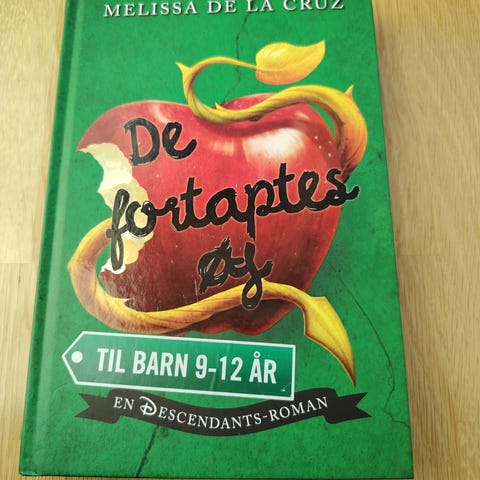 MELISSA DE LA CRUZ
De
fortaptes
Øy
TIL BARN 9-12 ÅR
EN DESCENDANTS-ROMAN